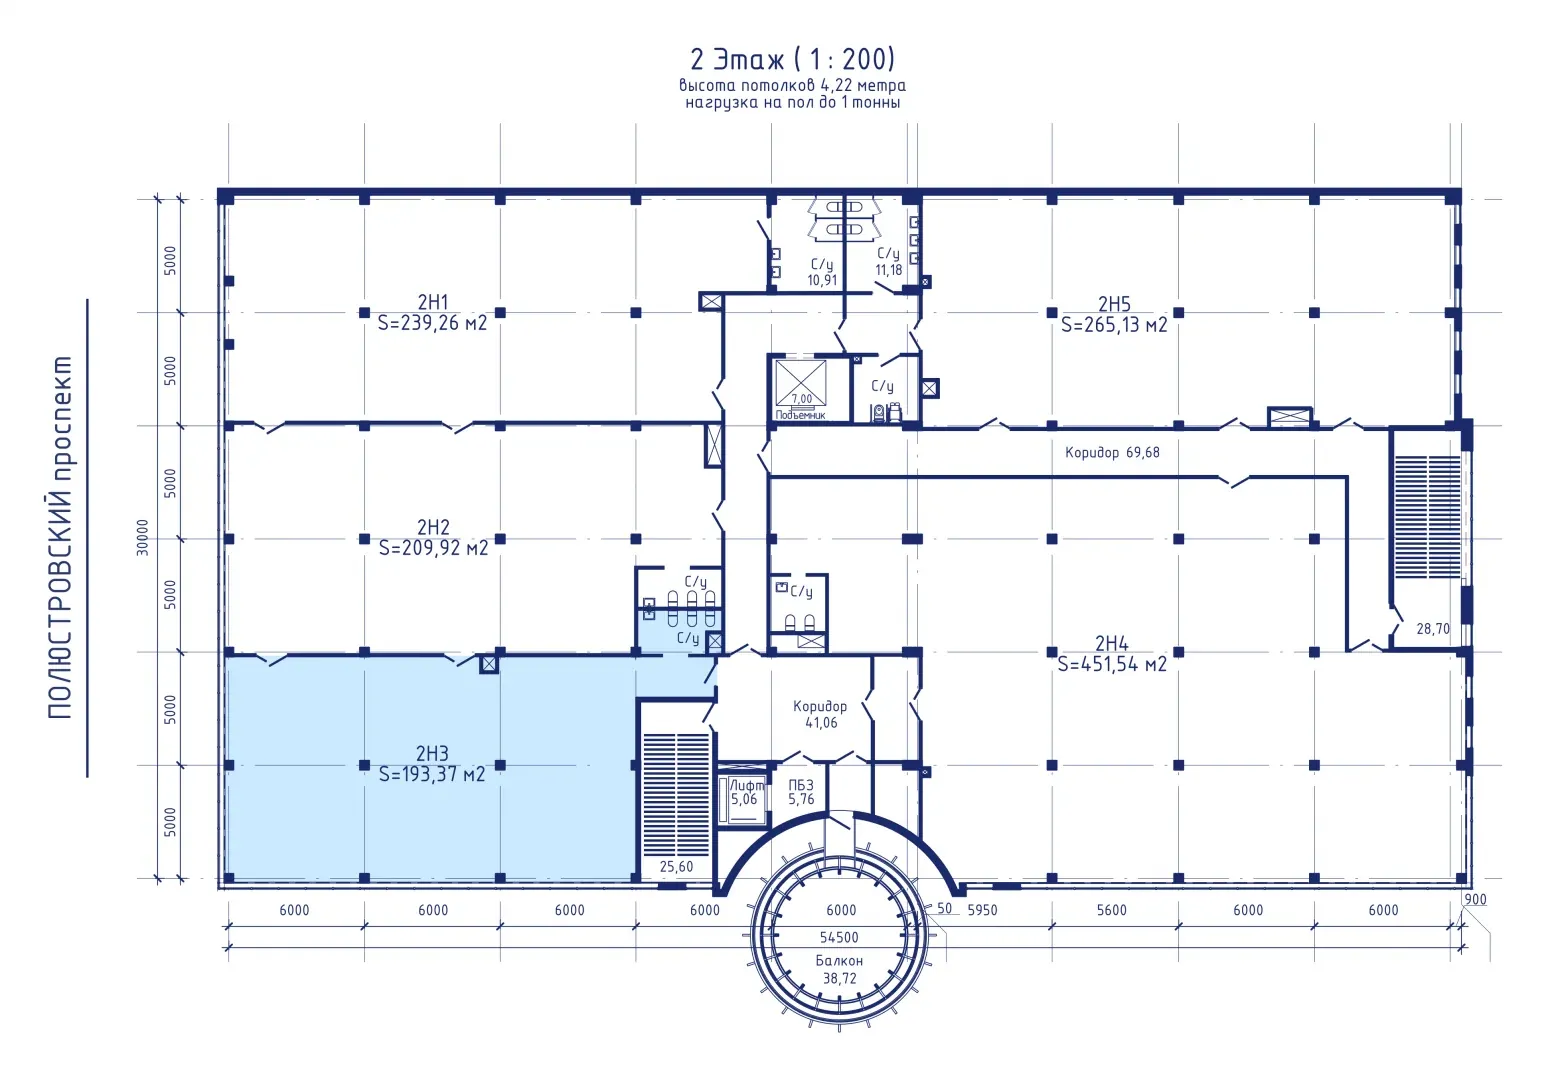 2 Этаж ( 1 : 200)
высота потолков 4,22 метра
нагрузка на пол до 1 тонны
ПОЛЮСТРОВСКИЙ проспект
30000
5000
5000
5000
5000
5000
5000
2Н1
S=239,26 м2
С/у
10,91
С/у
11,18
2Н5
S=265,13 м2
7,00
Подъемник
С/у
Коридор 69,68
2Н2
S=209,92 м2
С/у
С/у
С/у
28,70
2Н4
S=451,54 м2
2Н3
S=193,37 м2
Коридор
41,06
Лифт
5,06
ПБЗ
5,76
25,60
6000
6000
6000
6000
6000
50
5950
5600
6000
6000
900
54500
Балкон
38,72